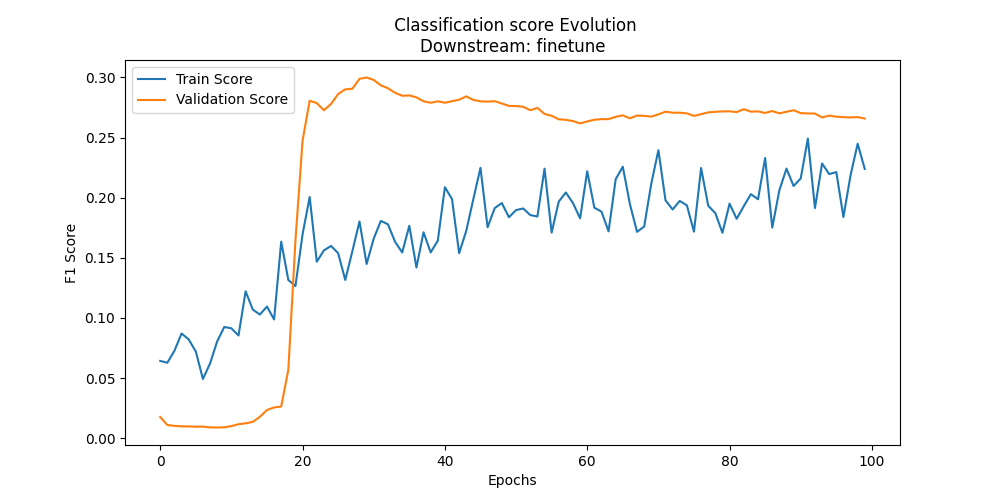 Classification score Evolution
Downstream: finetune
Train Score
Validation Score
F1 Score
0.30
0.25
0.20
0.15
0.10
0.05
0.00
0 20 40 60 80 100
Epochs